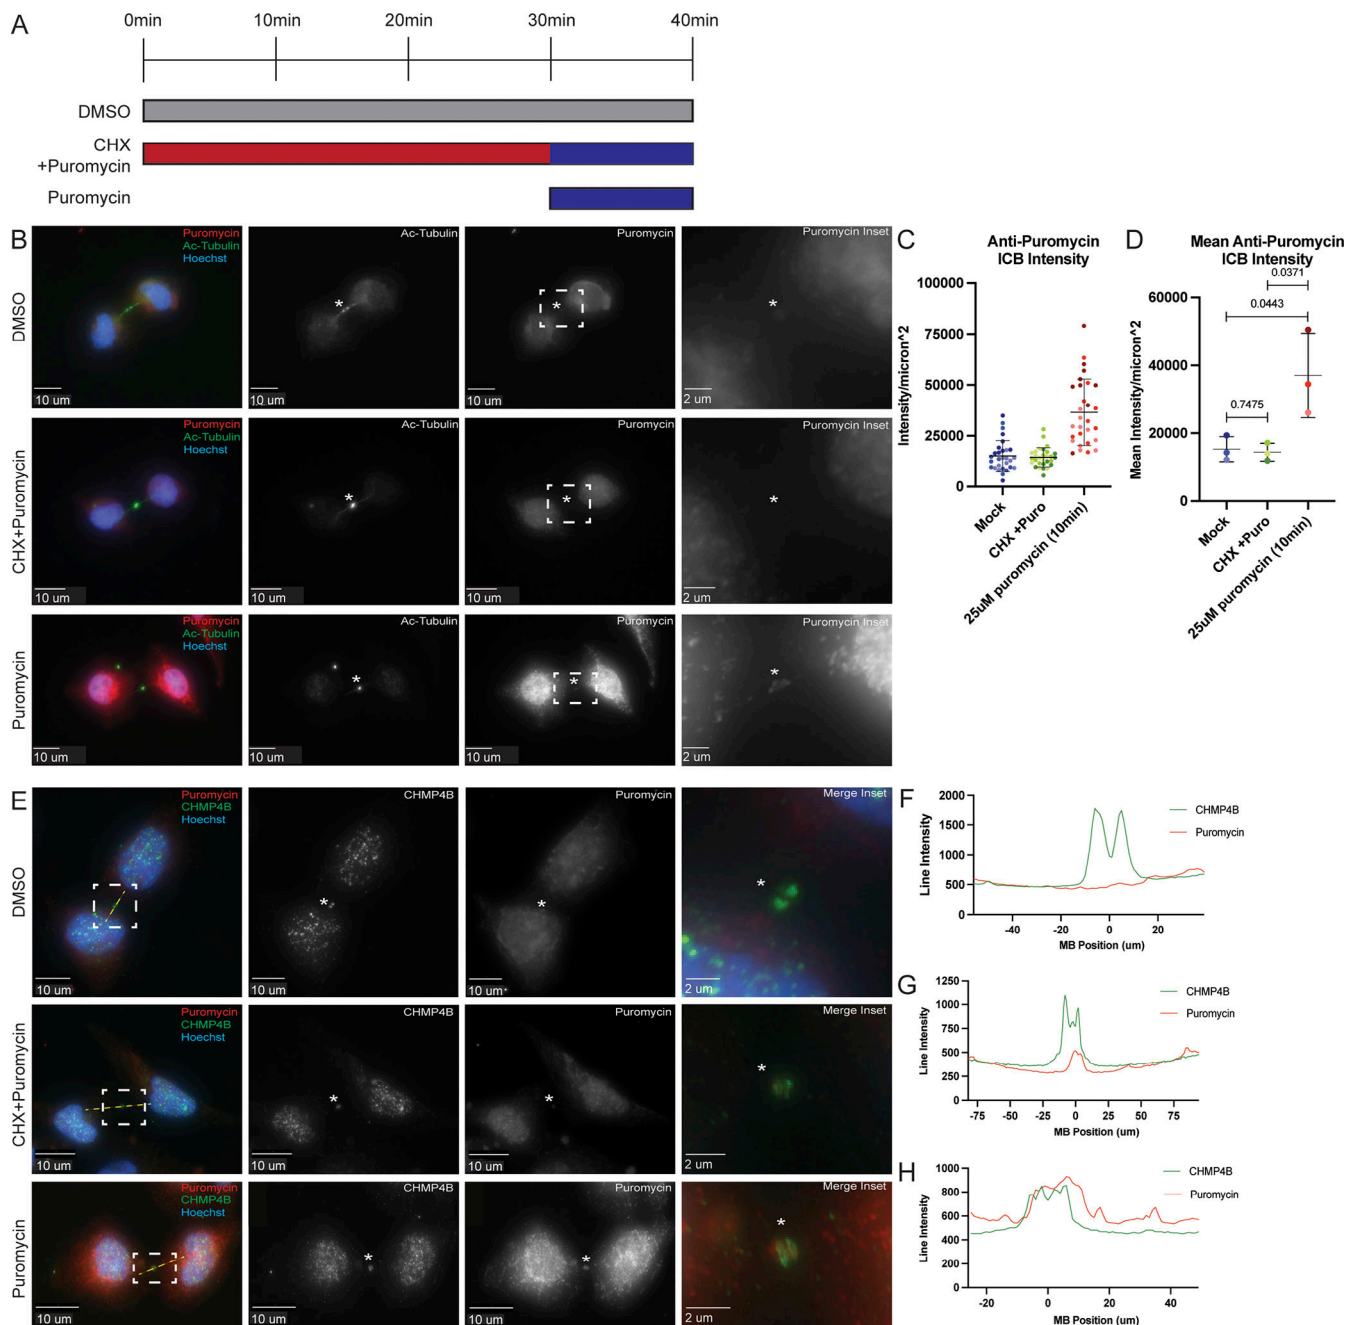 A
0min 10min 20min 30min 40min
DMSO
CHX
+Puromycin
Puromycin
B
DMSO
Puromycin
Ac-Tubulin
Hoechst
10 um
Ac-Tubulin
*
10 um
Puromycin
*
10 um
Puromycin Inset
*
2 um
CHX+Puromycin
Puromycin
Ac-Tubulin
Hoechst
10 um
Ac-Tubulin
*
10 um
Puromycin
*
10 um
Puromycin Inset
*
2 um
Puromycin
Puromycin
Ac-Tubulin
Hoechst
10 um
Ac-Tubulin
*
10 um
Puromycin
*
10 um
Puromycin Inset
*
2 um
C
Anti-Puromycin
ICB Intensity
Intensity/micron^2
100000
75000
50000
25000
0
Mock
CHX +Puro
25uM puromycin (10min)
D
Mean Anti-Puromycin
ICB Intensity
0.0371
0.0443
0.7475
Mean Intensity/micron^2
60000
40000
20000
0
Mock
CHX +Puro
25uM puromycin (10min)
E
DMSO
Puromycin
CHMP4B
Hoechst
10 um
CHMP4B
*
10 um
Puromycin
*
10 um
Merge Inset
*
2 um
CHX+Puromycin
Puromycin
CHMP4B
Hoechst
10 um
CHMP4B
*
10 um
Puromycin
*
10 um
Merge Inset
*
2 um
Puromycin
Puromycin
CHMP4B
Hoechst
10 um
CHMP4B
*
10 um
Puromycin
*
10 um
Merge Inset
*
2 um
F
Line Intensity
2000
1500
1000
500
0
CHMP4B
Puromycin
-40 -20 0 20
MB Position (um)
G
Line Intensity
1250
1000
750
500
250
0
CHMP4B
Puromycin
-75 -50 -25 0 25 50 75
MB Position (um)
H
Line Intensity
1000
800
600
400
200
0
CHMP4B
Puromycin
-20 0 20 40
MB Position (um)